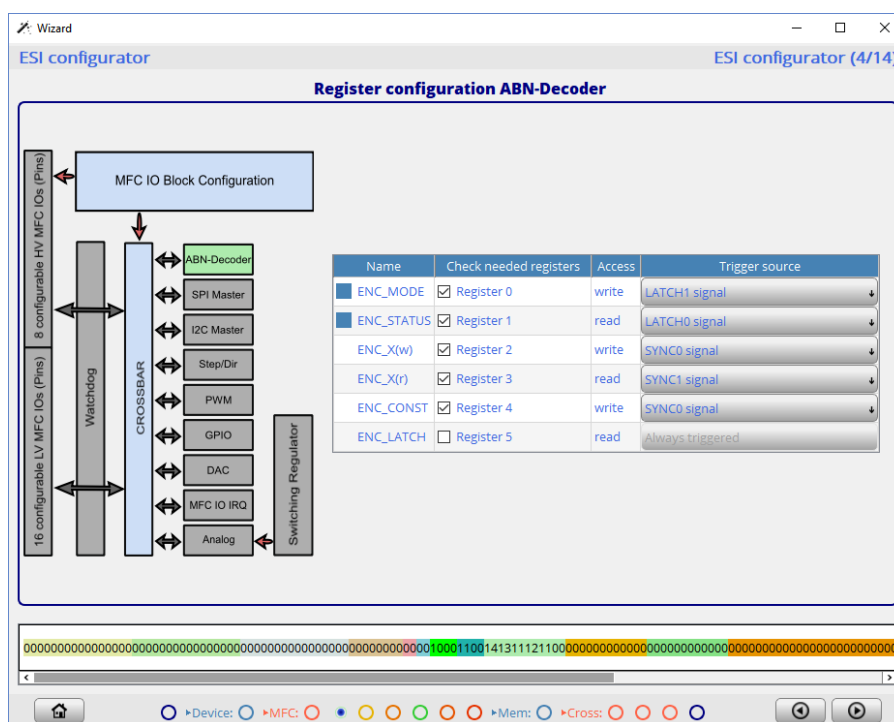 Wizard
ESI configurator
ESI configurator (4/14)
Register configuration ABN-Decoder
8 configurable HV MFC IOs (Pins)
16 configurable LV MFC IOs (Pins)
MFC IO Block Configuration
Watchdog
CROSSBAR
ABN-Decoder
SPI Master
I2C Master
Step/Dir
PWM
GPIO
DAC
MFC IO IRQ
Analog
Switching Regulator
Name Check needed registers Access Trigger source
ENC_MODE Register 0 write LATCH1 signal
ENC_STATUS Register 1 read LATCH0 signal
ENC_X(w) Register 2 write SYNC0 signal
ENC_X(r) Register 3 read SYNC1 signal
ENC_CONST Register 4 write SYNC0 signal
ENC_LATCH Register 5 read Always triggered
Device: MFC: Mem: Cross: